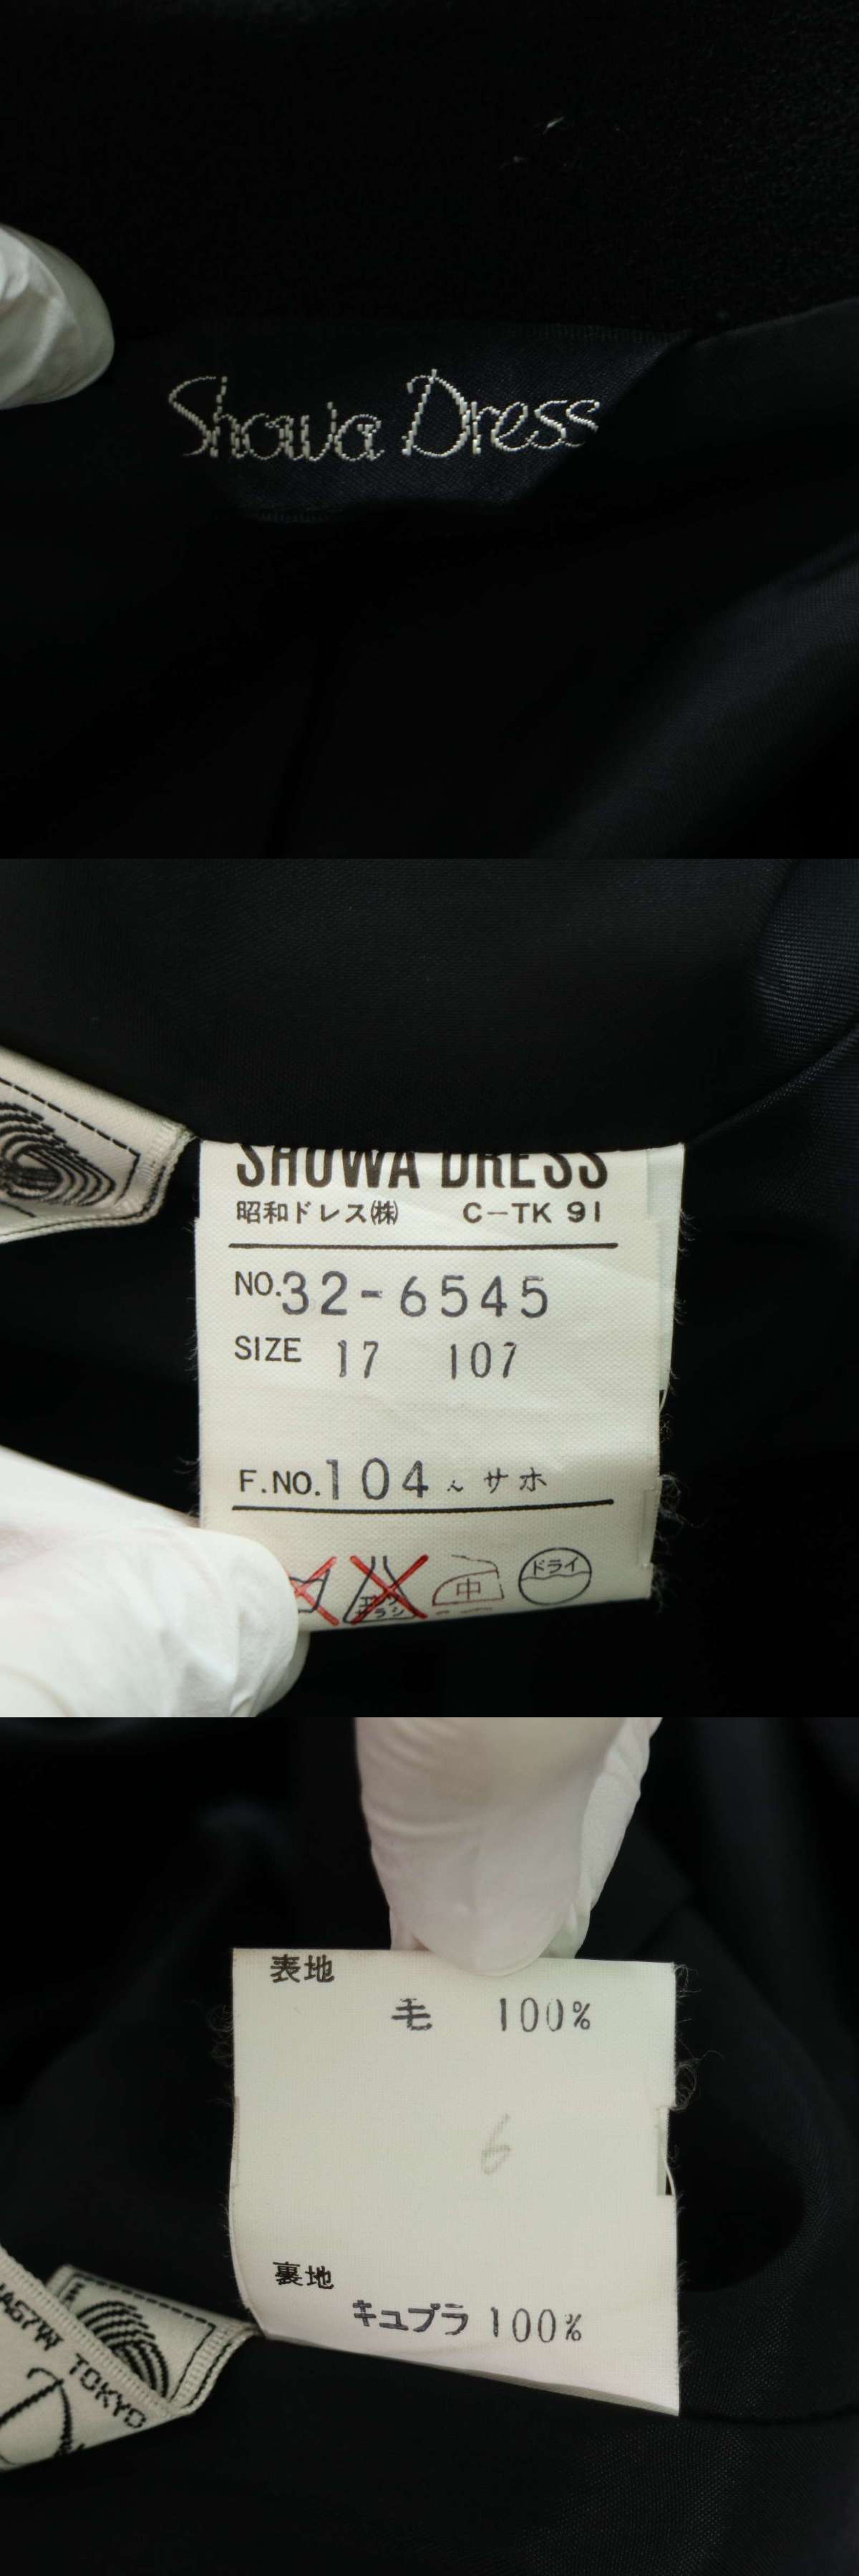 Showa Dress
SHOWA DRESS
昭和ドレス㈱ C-TK 91
NO.32-6545
SIZE 17 107
F.NO.104 ん サ ホ
中 ドライ
表地
毛 100%
6
裏地
キュプラ 100%
TOKYO